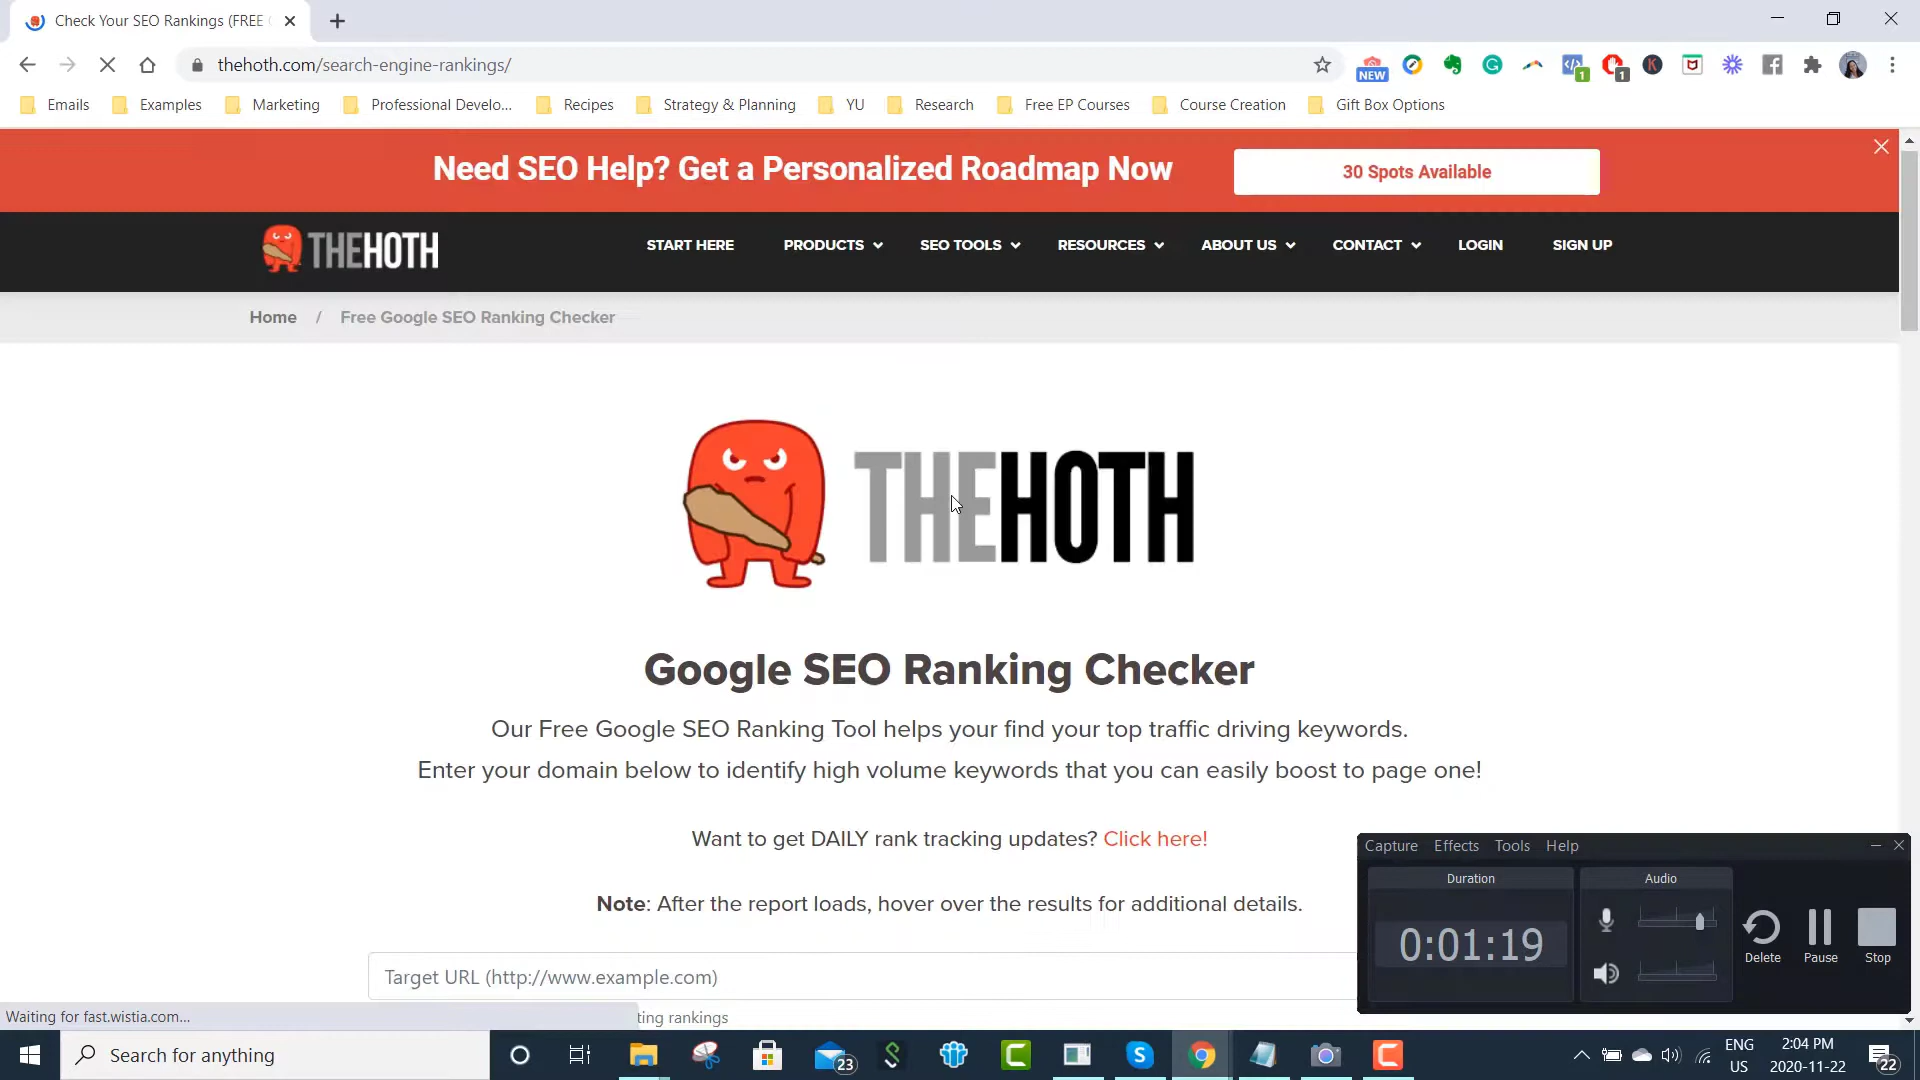 Check Your SEO Rankings (FREE
thehoth.com/search-engine-rankings/
NEW
1
1
Emails
Examples
Marketing
Professional Develo...
Recipes
Strategy & Planning
YU
Research
Free EP Courses
Course Creation
Gift Box Options
Need SEO Help? Get a Personalized Roadmap Now
30 Spots Available
THEHOTH
START HERE
PRODUCTS
SEO TOOLS
RESOURCES
ABOUT US
CONTACT
LOGIN
SIGN UP
Home / Free Google SEO Ranking Checker
THEHOTH
Google SEO Ranking Checker
Our Free Google SEO Ranking Tool helps your find your top traffic driving keywords.
Enter your domain below to identify high volume keywords that you can easily boost to page one!
Want to get DAILY rank tracking updates? Click here!
Note: After the report loads, hover over the results for additional details.
Target URL (http://www.example.com)
ting rankings
Capture
Effects
Tools
Help
Duration
Audio
0:01:19
Delete
Pause
Stop
Waiting for fast.wistia.com...
Search for anything
23
ENG
US
2:04 PM
2020-11-22
22